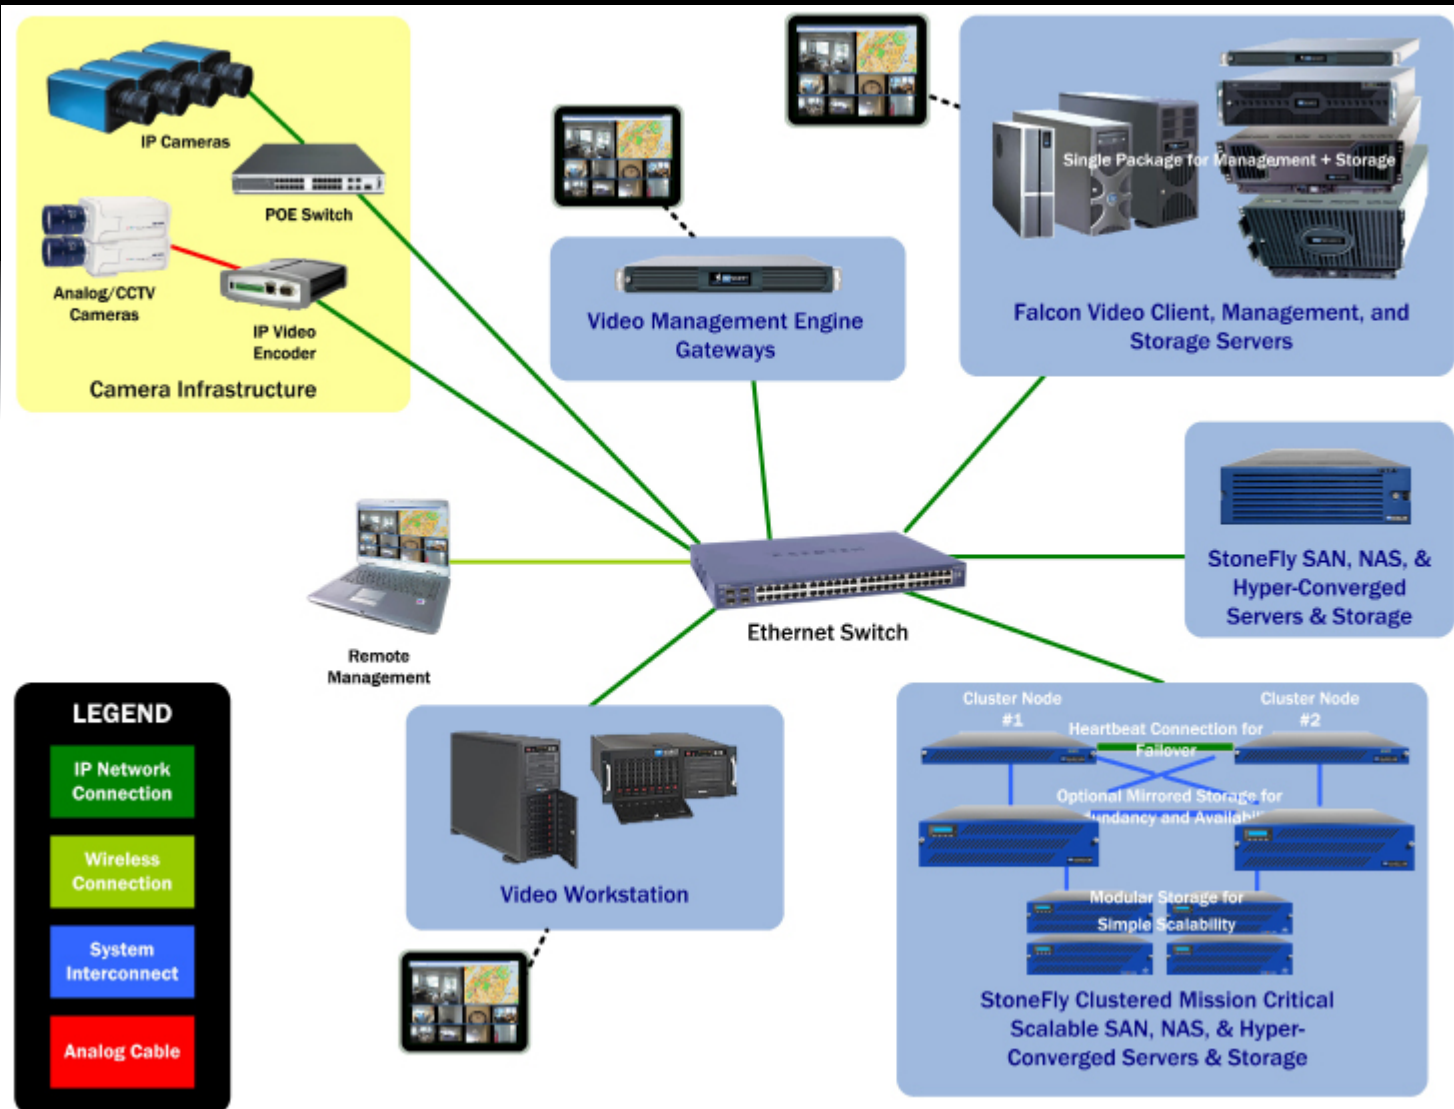 IP Cameras
POE Switch
Analog/CCTV
Cameras
IP Video
Encoder
Camera Infrastructure
Video Management Engine
Gateways
Single Package for Management + Storage
Falcon Video Client, Management, and
Storage Servers
StoneFly SAN, NAS, &
Hyper-Converged
Servers & Storage
Ethernet Switch
Remote
Management
LEGEND
IP Network
Connection
Wireless
Connection
System
Interconnect
Analog Cable
Video Workstation
Cluster Node
#1
Cluster Node
#2
Heartbeat Connection for
Failover
Optional Mirrored Storage for
dundancy and Availabili
Modular Storage for
Simple Scalability
StoneFly Clustered Mission Critical
Scalable SAN, NAS, & Hyper-
Converged Servers & Storage